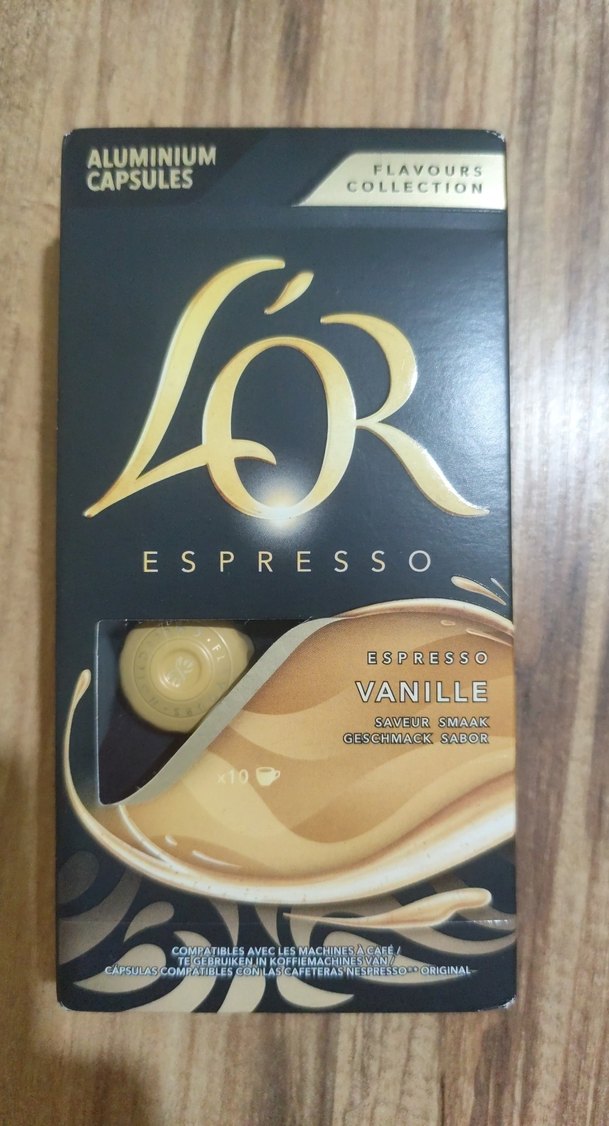 ALUMINIUM
CAPSULES
FLAVOURS
COLLECTION
L'OR
ESPRESSO
ESPRESSO
VANILLE
SAVEUR SMAAK
GESCHMACK SABOR
x10
COMPATIBLES AVEC LES MACHINES À CAFÉ /
TE GEBRUIKEN IN KOFFIEMACHINES VAN /
CÁPSULAS COMPATIBLES CON LAS CAFETERAS NESPRESSO®* ORIGINAL